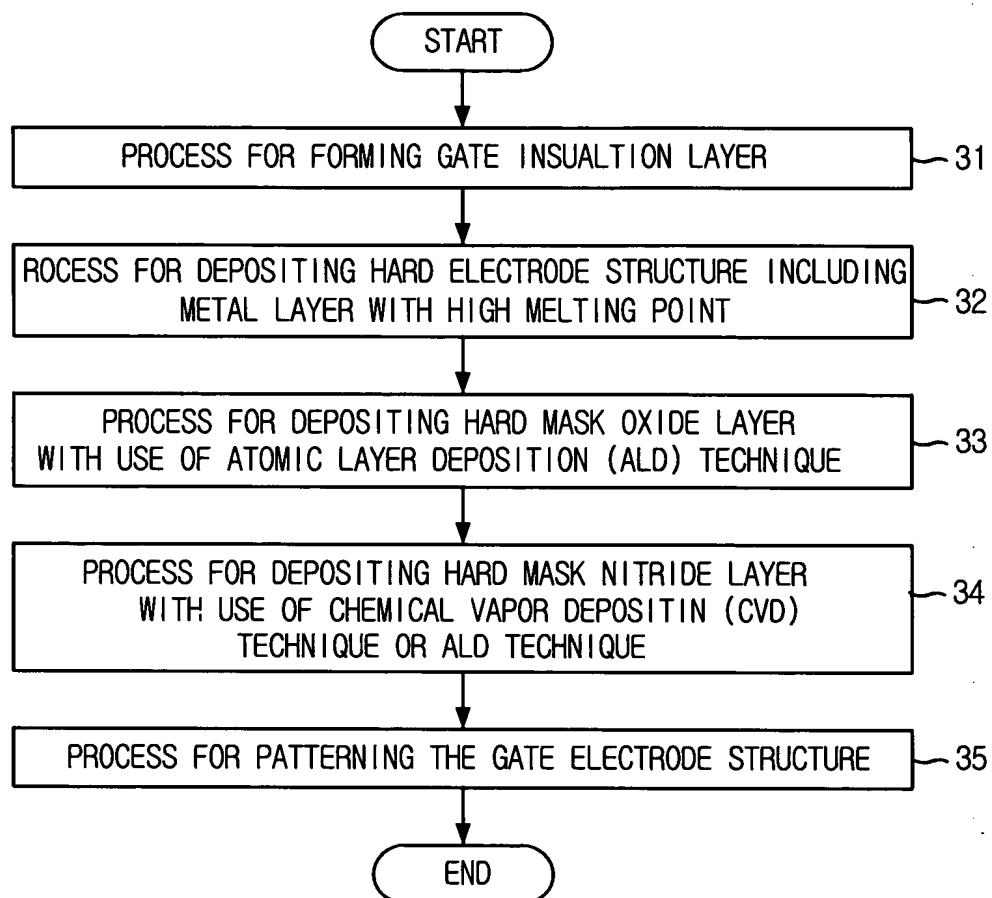 START
PROCESS FOR FORMING GATE INSUALTION LAYER
31
ROCESS FOR DEPOSITING HARD ELECTRODE STRUCTURE INCLUDING
METAL LAYER WITH HIGH MELTING POINT
32
PROCESS FOR DEPOSITING HARD MASK OXIDE LAYER
WITH USE OF ATOMIC LAYER DEPOSITION (ALD) TECHNIQUE
33
PROCESS FOR DEPOSITING HARD MASK NITRIDE LAYER
WITH USE OF CHEMICAL VAPOR DEPOSITIN (CVD)
TECHNIQUE OR ALD TECHNIQUE
34
PROCESS FOR PATTERNING THE GATE ELECTRODE STRUCTURE
35
END